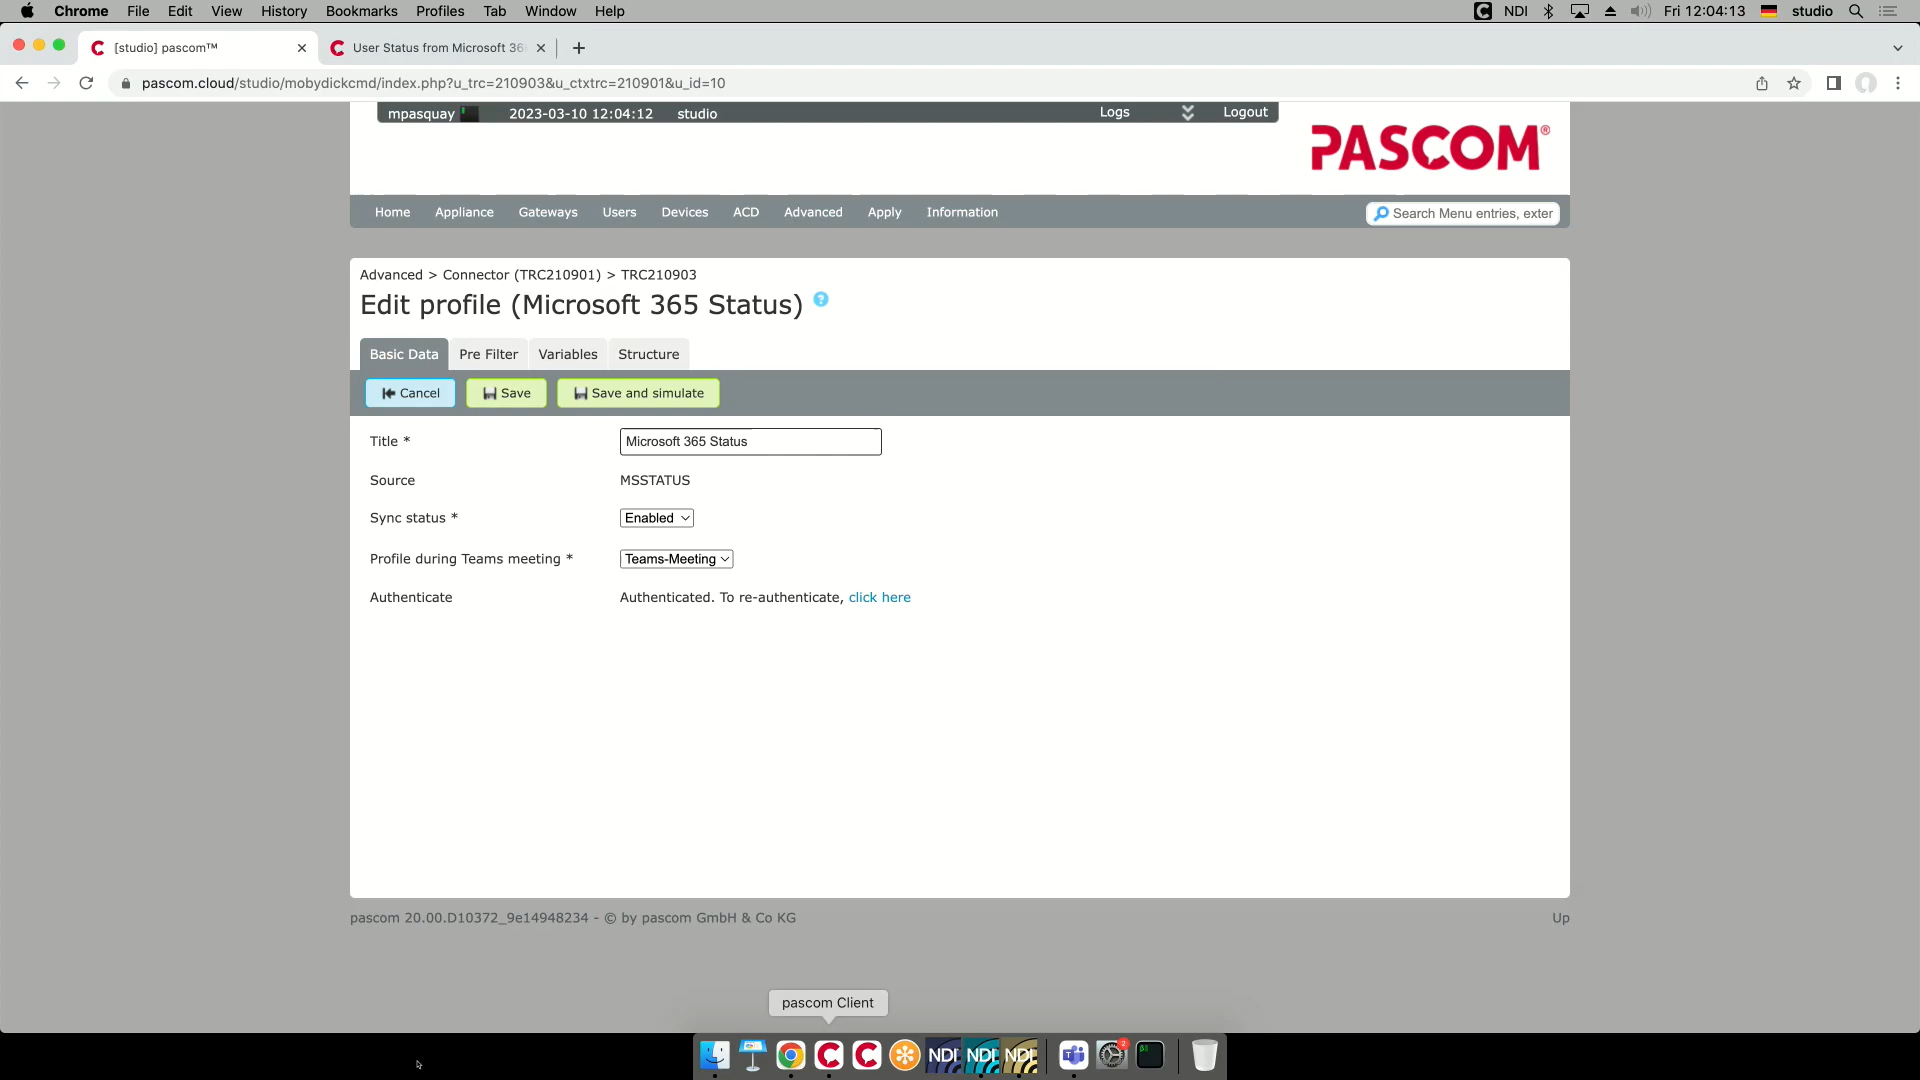 Chrome File Edit View History Bookmarks Profiles Tab Window Help NDI Fri 12:04:13 studio
[studio] pascom™ User Status from Microsoft 36
pascom.cloud/studio/mobydickcmd/index.php?u_trc=210903&u_ctxtrc=210901&u_id=10
mpasquay 2023-03-10 12:04:12 studio Logs Logout
PASCOM®
Home Appliance Gateways Users Devices ACD Advanced Apply Information Search Menu entries, exter
Advanced > Connector (TRC210901) > TRC210903
Edit profile (Microsoft 365 Status) ?
Basic Data Pre Filter Variables Structure
Cancel Save Save and simulate
Title * Microsoft 365 Status
Source MSSTATUS
Sync status * Enabled
Profile during Teams meeting * Teams-Meeting
Authenticate Authenticated. To re-authenticate, click here
pascom 20.00.D10372_9e14948234 - © by pascom GmbH & Co KG Up
pascom Client
NDI NDI NDI T 2